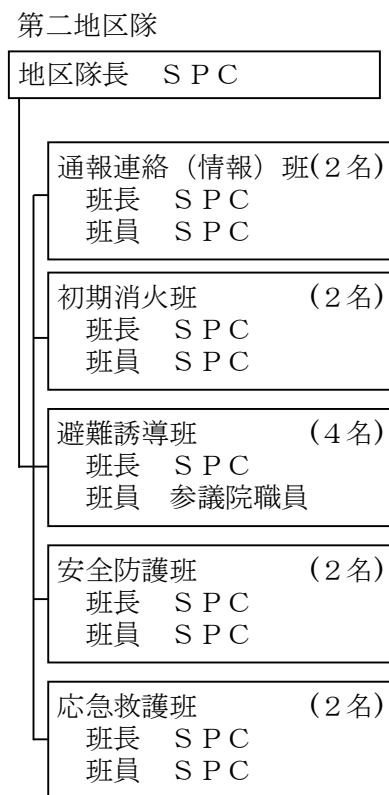 第二地区隊
地区隊長　ＳＰＣ
通報連絡（情報）班(２名)
班長　ＳＰＣ
班員　ＳＰＣ
初期消火班　(２名)
班長　ＳＰＣ
班員　ＳＰＣ
避難誘導班　(４名)
班長　ＳＰＣ
班員　参議院職員
安全防護班　(２名)
班長　ＳＰＣ
班員　ＳＰＣ
応急救護班　(２名)
班長　ＳＰＣ
班員　ＳＰＣ